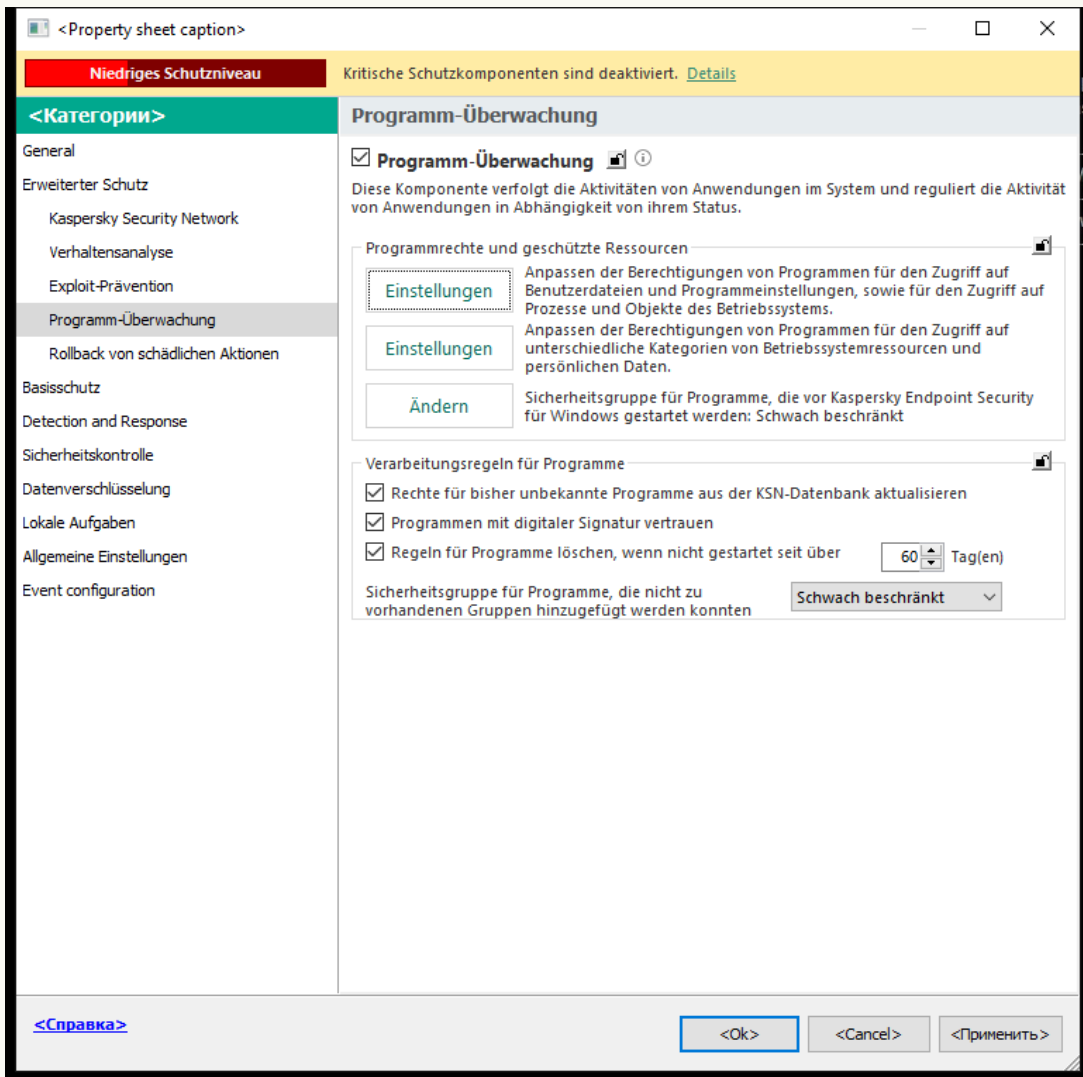 <Property sheet caption>
Niedriges Schutzniveau
Kritische Schutzkomponenten sind deaktiviert. Details
<Категории>
General
Erweiterter Schutz
Kaspersky Security Network
Verhaltensanalyse
Exploit-Prävention
Programm-Überwachung
Rollback von schädlichen Aktionen
Basisschutz
Detection and Response
Sicherheitskontrolle
Datenverschlüsselung
Lokale Aufgaben
Allgemeine Einstellungen
Event configuration
Programm-Überwachung
Programm-Überwachung
Diese Komponente verfolgt die Aktivitäten von Anwendungen im System und reguliert die Aktivität
von Anwendungen in Abhängigkeit von ihrem Status.
Programmrechte und geschützte Ressourcen
Einstellungen
Anpassen der Berechtigungen von Programmen für den Zugriff auf
Benutzerdateien und Programmeinstellungen, sowie für den Zugriff auf
Prozesse und Objekte des Betriebssystems.
Einstellungen
Anpassen der Berechtigungen von Programmen für den Zugriff auf
unterschiedliche Kategorien von Betriebssystemressourcen und
persönlichen Daten.
Ändern
Sicherheitsgruppe für Programme, die vor Kaspersky Endpoint Security
für Windows gestartet werden: Schwach beschränkt
Verarbeitungsregeln für Programme
Rechte für bisher unbekannte Programme aus der KSN-Datenbank aktualisieren
Programmen mit digitaler Signatur vertrauen
Regeln für Programme löschen, wenn nicht gestartet seit über 60 Tag(en)
Sicherheitsgruppe für Programme, die nicht zu
vorhandenen Gruppen hinzugefügt werden konnten
Schwach beschränkt
<Справка>
<Ok> <Cancel> <Применить>